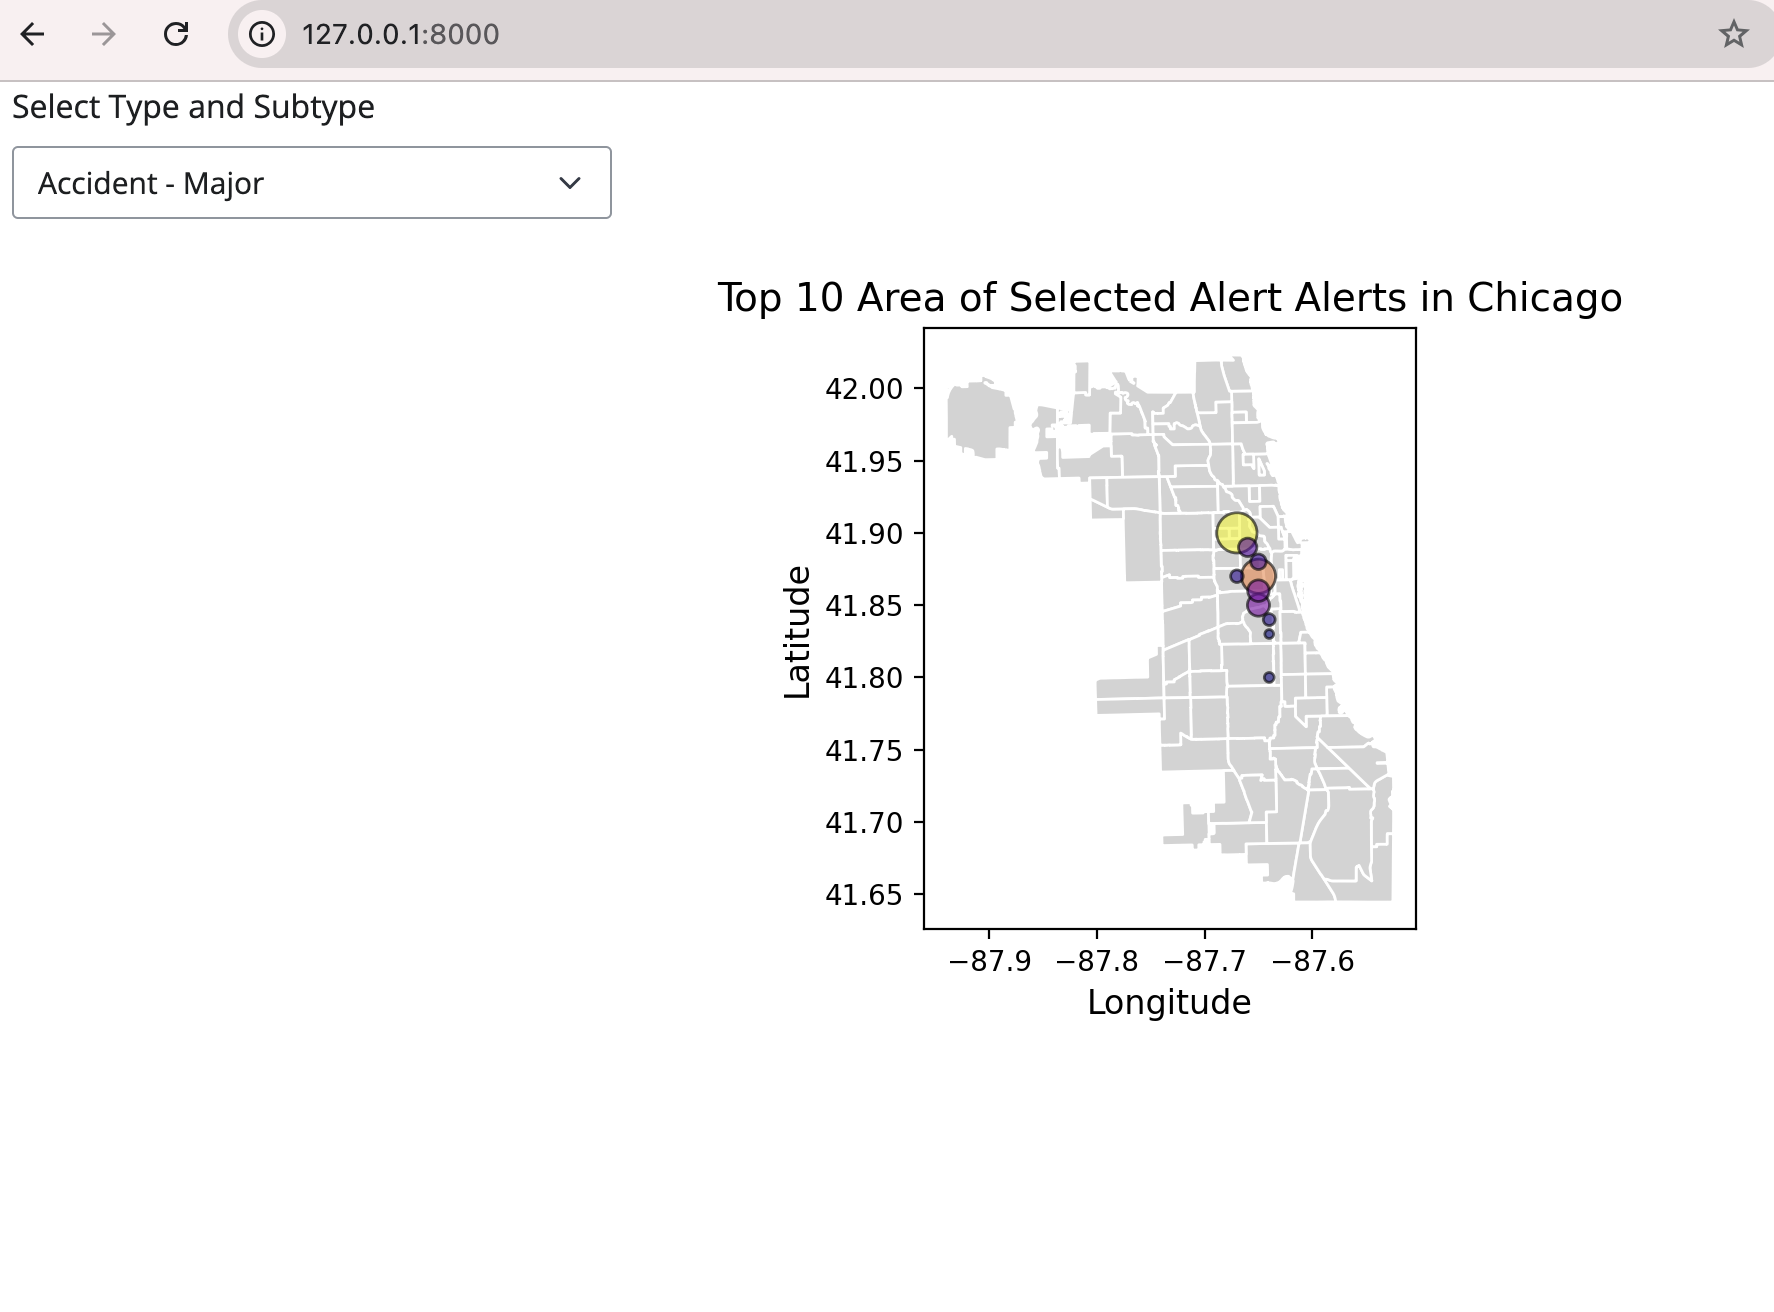 127.0.0.1:8000
Select Type and Subtype
Accident - Major
Top 10 Area of Selected Alert Alerts in Chicago
42.00
41.95
41.90
41.85
41.80
41.75
41.70
41.65
Latitude
−87.9 −87.8 −87.7 −87.6
Longitude